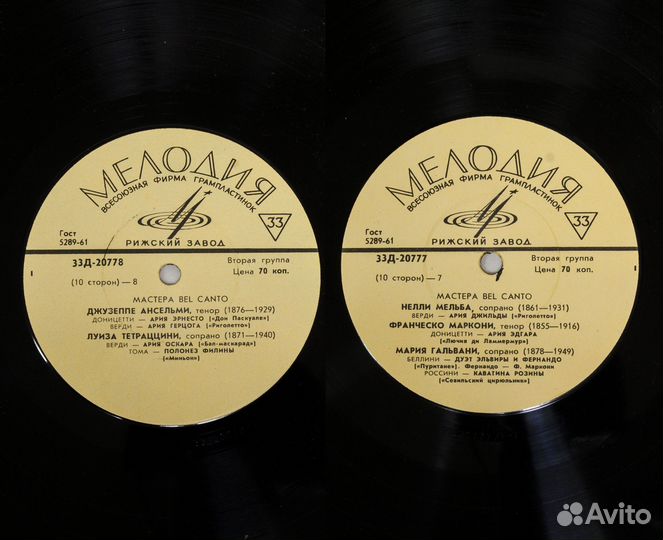 МЕЛОДИЯ
ВСЕСОЮЗНАЯ ФИРМА ГРАМПЛАСТИНОК
33
Гост
5289-61
РИЖСКИЙ ЗАВОД
33Д-20778
Вторая группа
(10 сторон)—8
Цена 70 коп.
МАСТЕРА BEL CANTO
ДЖУЗЕППЕ АНСЕЛЬМИ, тенор (1876—1929)
ДОНИЦЕТТИ — АРИЯ ЭРНЕСТО («Дон Паскуале»)
ВЕРДИ — АРИЯ ГЕРЦОГА («Риголетто»)
ЛУИЗА ТЕТРАЦЦИНИ, сопрано (1871—1940)
ВЕРДИ — АРИЯ ОСКАРА («Бал-маскарад»)
ТОМА — ПОЛОНЕЗ ФИЛИНЫ
(«Миньон»)
МЕЛОДИЯ
ВСЕСОЮЗНАЯ ФИРМА ГРАМПЛАСТИНОК
33
Гост
5289-61
РИЖСКИЙ ЗАВОД
33Д-20777
Вторая группа
(10 сторон)—7
Цена 70 коп.
МАСТЕРА BEL CANTO
НЕЛЛИ МЕЛЬБА, сопрано (1861—1931)
ВЕРДИ — АРИЯ ДЖИЛЬДЫ («Риголетто»)
ФРАНЧЕСКО МАРКОНИ, тенор (1855—1916)
ДОНИЦЕТТИ — АРИЯ ЭДГАРА
(«Лючия ди Ламмермур»)
МАРИЯ ГАЛЬВАНИ, сопрано (1878—1949)
БЕЛЛИНИ — ДУЭТ ЭЛЬВИРЫ И ФЕРНАНДО
(«Пуритане»). Фернандо — Ф. Маркони
РОССИНИ — КАВАТИНА РОЗИНЫ
(«Севильский цирюльник»)
Avito